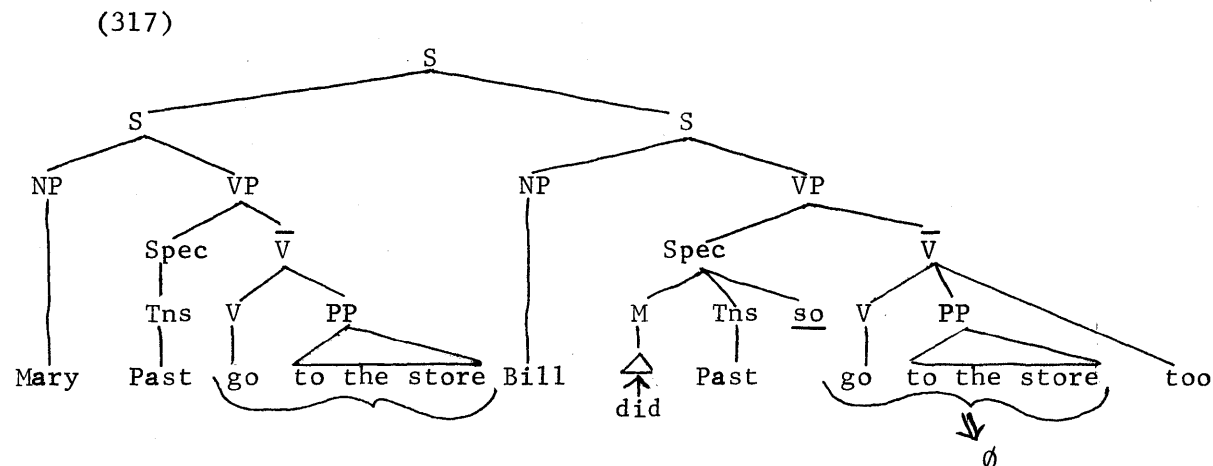 (317)
S
S S
NP VP NP VP
Spec V̅ Spec V̅
Tns V PP M Tns so V PP
Mary Past go to the store Bill Past go to the store too
did
∅